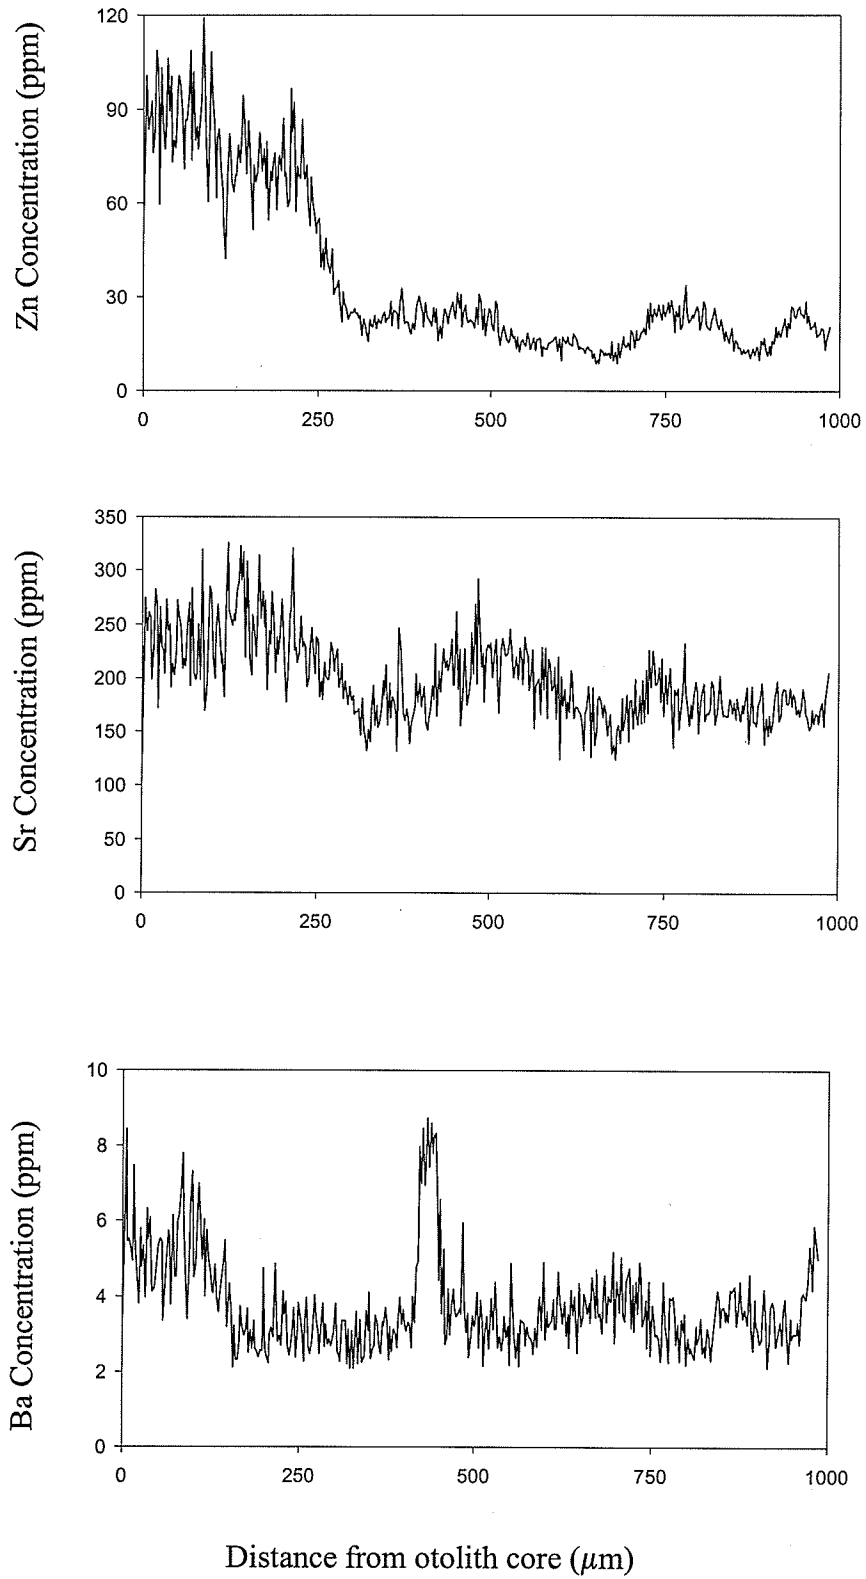 Zn Concentration (ppm)
120
90
60
30
0
0 250 500 750 1000
Sr Concentration (ppm)
350
300
250
200
150
100
50
0
0 250 500 750 1000
Ba Concentration (ppm)
10
8
6
4
2
0
0 250 500 750 1000
Distance from otolith core (μm)